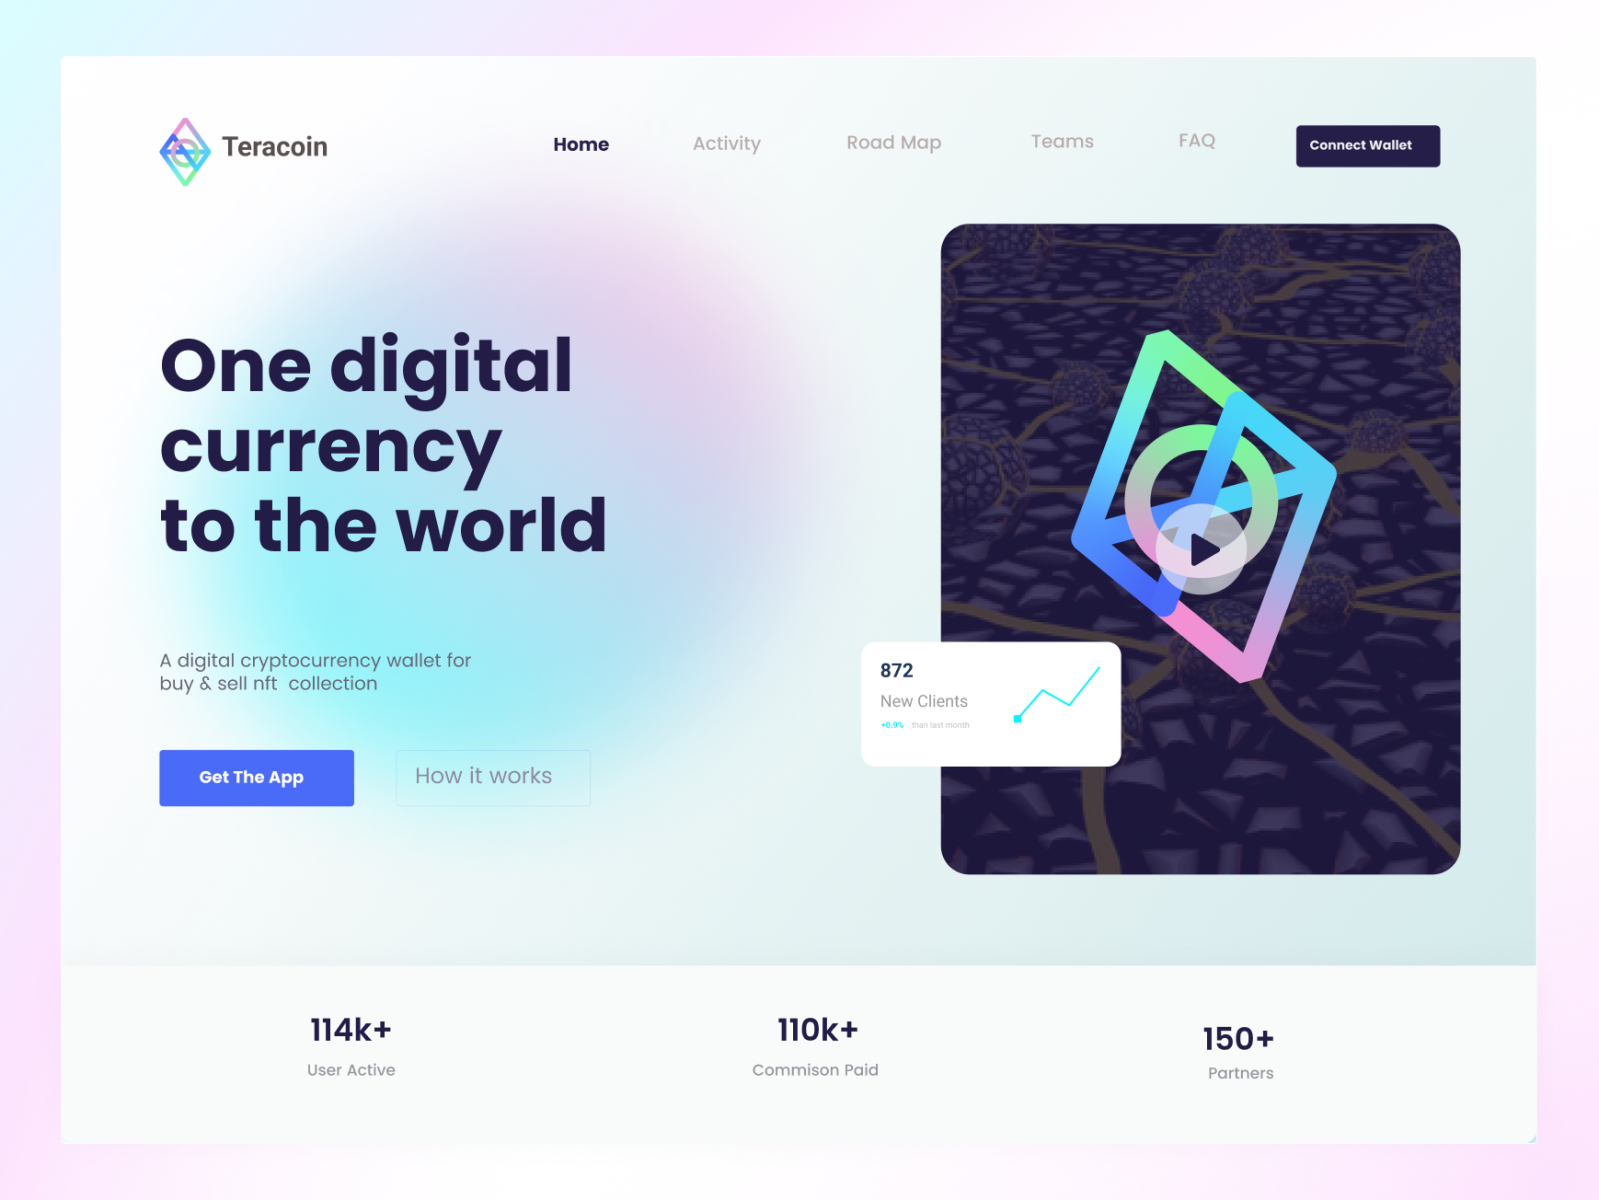 Teracoin
Home
Activity
Road Map
Teams
FAQ
Connect Wallet
One digital
currency
to the world
A digital cryptocurrency wallet for
buy & sell nft  collection
Get The App
How it works
872
New Clients
+0.9% · than last month
114k+
User Active
110k+
Commison Paid
150+
Partners